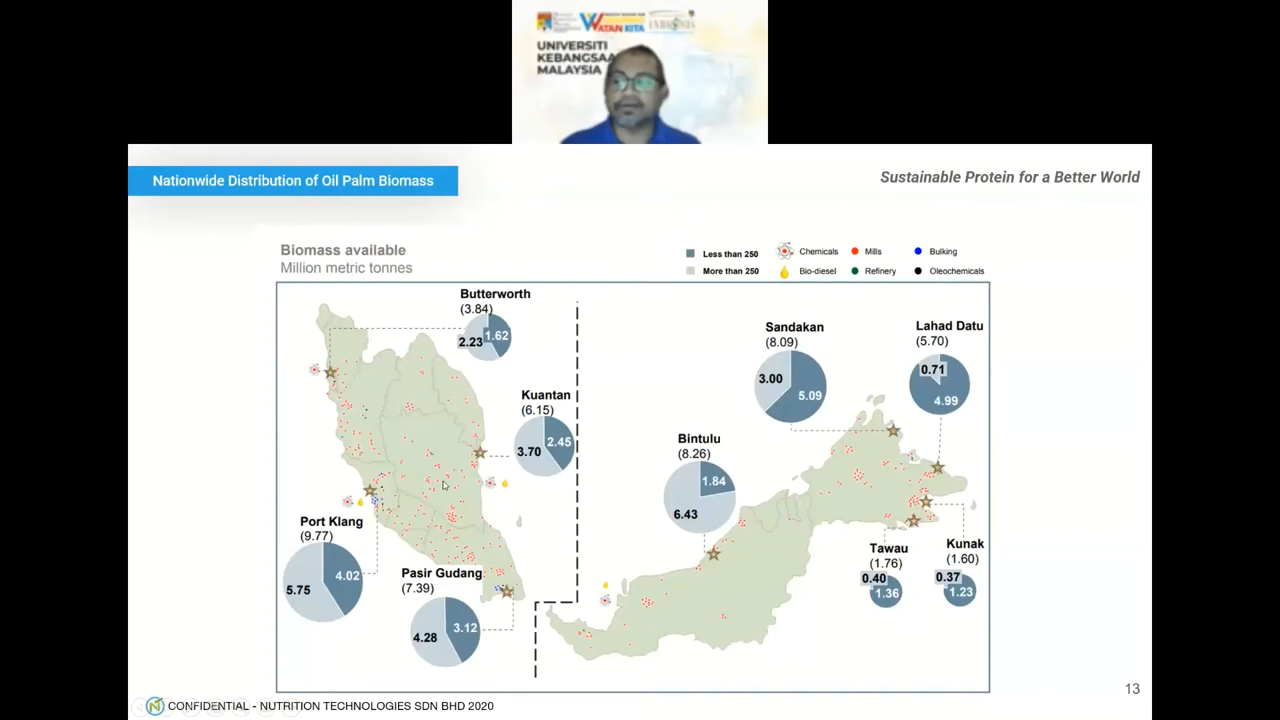 WATAN KITA
UNIVERSITI
KEBANGSAA
MALAYSIA
Nationwide Distribution of Oil Palm Biomass
Sustainable Protein for a Better World
Biomass available
Million metric tonnes
Less than 250
More than 250
Chemicals
Bio-diesel
Mills
Refinery
Bulking
Oleochemicals
Butterworth
(3.84)
2.23
1.62
Kuantan
(6.15)
3.70
2.45
Port Klang
(9.77)
5.75
4.02
Pasir Gudang
(7.39)
4.28
3.12
Sandakan
(8.09)
3.00
5.09
Lahad Datu
(5.70)
0.71
4.99
Bintulu
(8.26)
1.84
6.43
Tawau
(1.76)
0.40
1.36
Kunak
(1.60)
0.37
1.23
13
CONFIDENTIAL - NUTRITION TECHNOLOGIES SDN BHD 2020